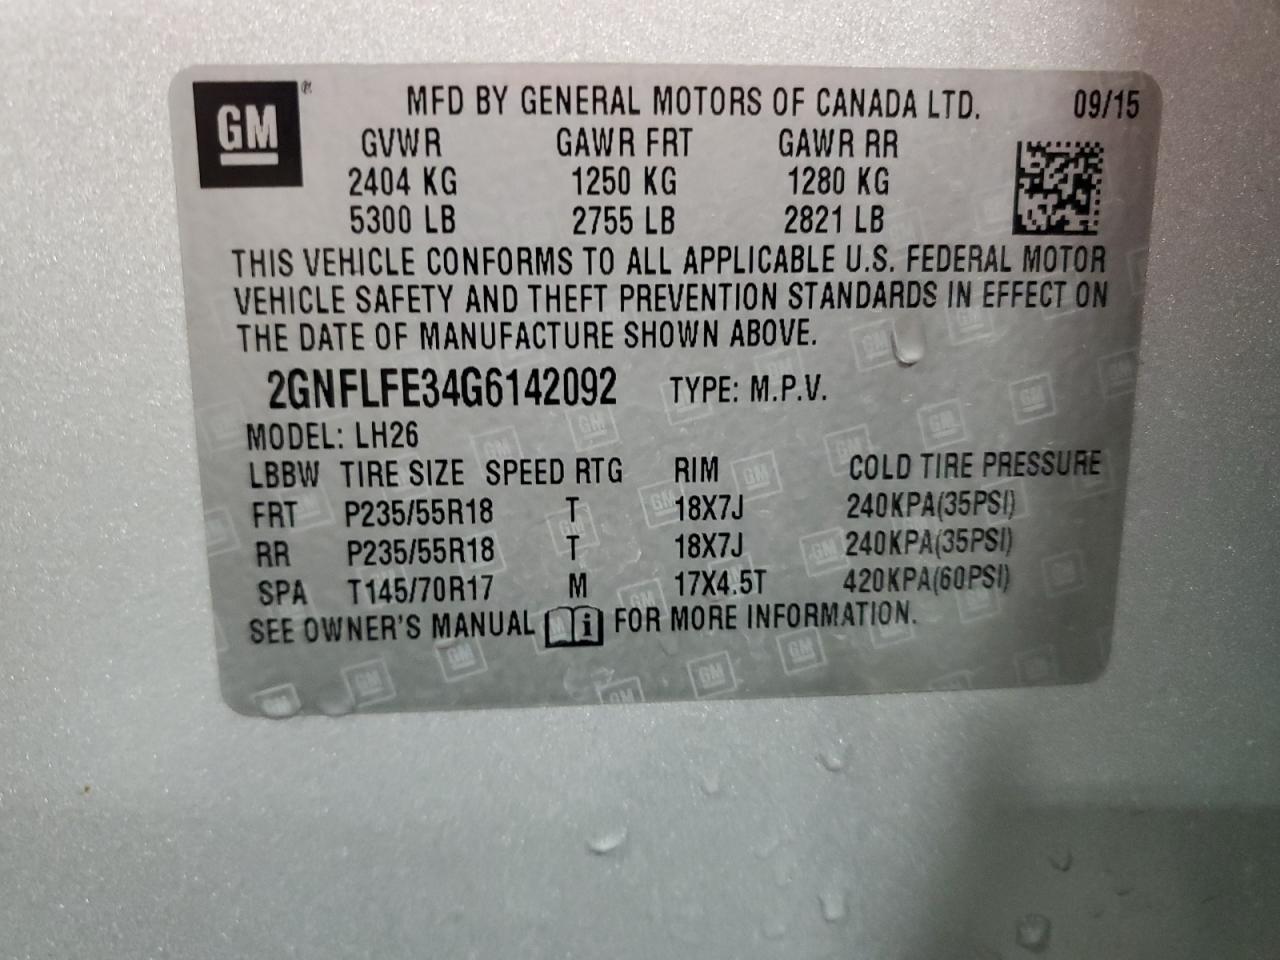 GM®
MFD BY GENERAL MOTORS OF CANADA LTD. 09/15
GVWR GAWR FRT GAWR RR
2404 KG 1250 KG 1280 KG
5300 LB 2755 LB 2821 LB
THIS VEHICLE CONFORMS TO ALL APPLICABLE U.S. FEDERAL MOTOR
VEHICLE SAFETY AND THEFT PREVENTION STANDARDS IN EFFECT ON
THE DATE OF MANUFACTURE SHOWN ABOVE.
2GNFLFE34G6142092 TYPE: M.P.V.
MODEL: LH26
LBBW TIRE SIZE SPEED RTG RIM COLD TIRE PRESSURE
FRT P235/55R18 T 18X7J 240KPA(35PSI)
RR P235/55R18 T 18X7J 240KPA(35PSI)
SPA T145/70R17 M 17X4.5T 420KPA(60PSI)
SEE OWNER'S MANUAL i FOR MORE INFORMATION.